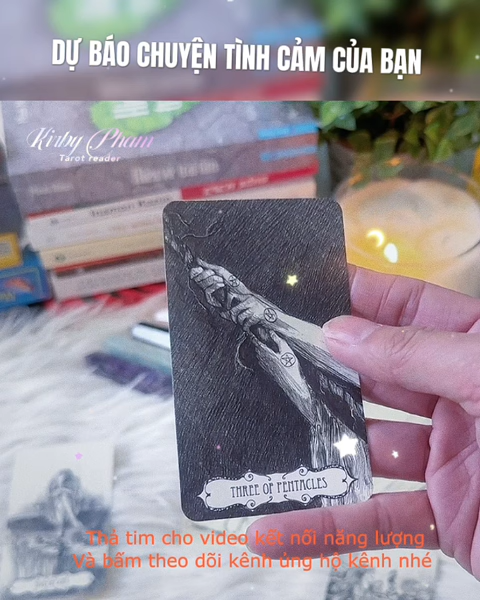 DỰ BÁO CHUYỆN TÌNH CẢM CỦA BẠN
Kirby Pham
Tarot reader
THREE OF PENTACLES
Thả tim cho video kết nối năng lượng
Và bấm theo dõi kênh ủng hộ kênh nhé